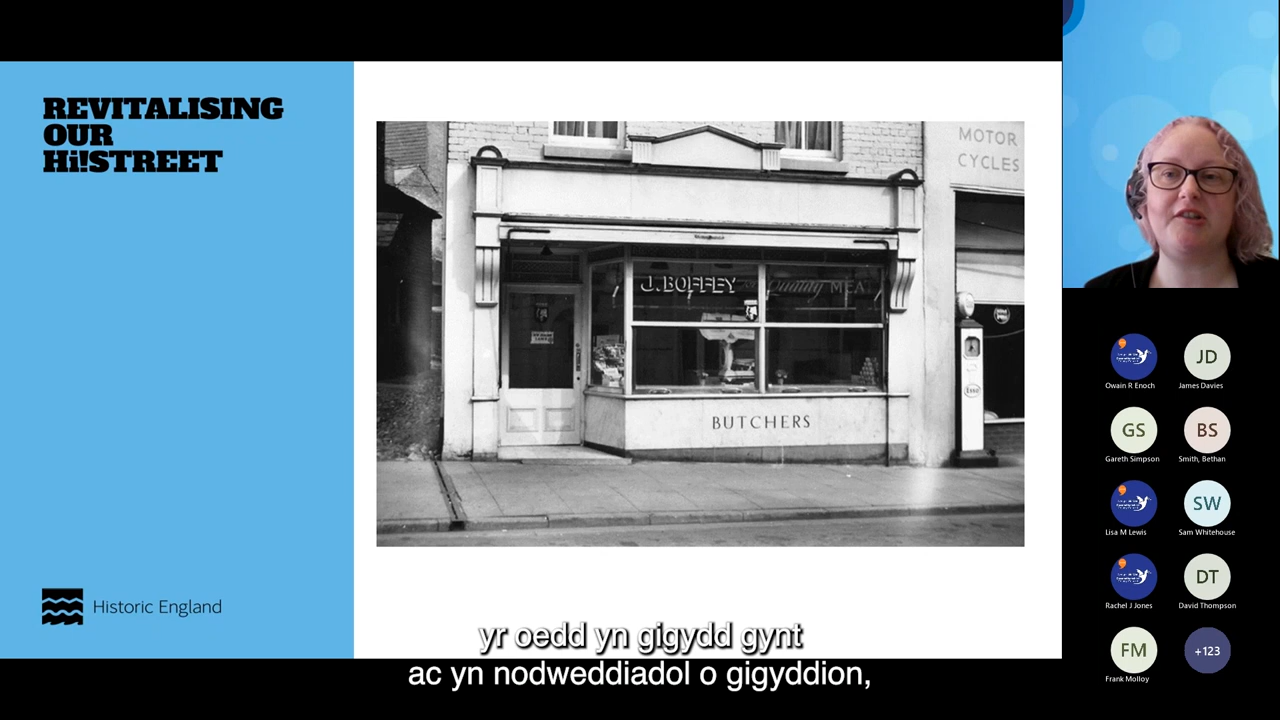 REVITALISING
OUR
Hi!STREET
MOTOR
CYCLES
J. BOFFEY
Quality MEA
BUTCHERS
ESSO
Historic England
yr oedd yn gigydd gynt
ac yn nodweddiadol o gigyddion,
Owain R Enoch
JD
James Davies
GS
Gareth Simpson
BS
Smith, Bethan
Lisa M Lewis
SW
Sam Whitehouse
Rachel J Jones
DT
David Thompson
FM
Frank Molloy
+123